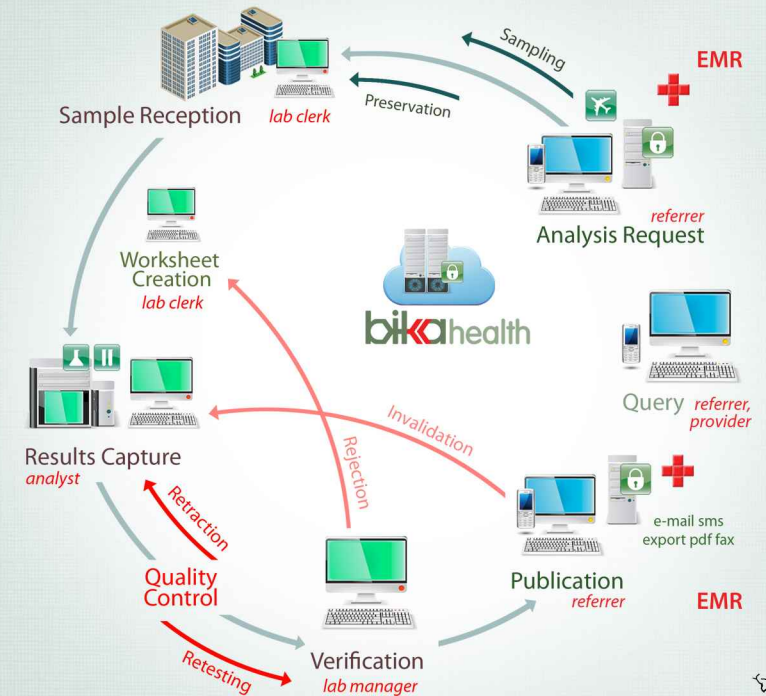 Sampling
EMR
Preservation
Sample Reception
lab clerk
referrer
Analysis Request
Worksheet
Creation
lab clerk
bikahealth
Query referrer,
provider
Invalidation
Rejection
Results Capture
analyst
Retraction
e-mail sms
export pdf fax
Quality
Control
Publication
referrer
EMR
Retesting
Verification
lab manager